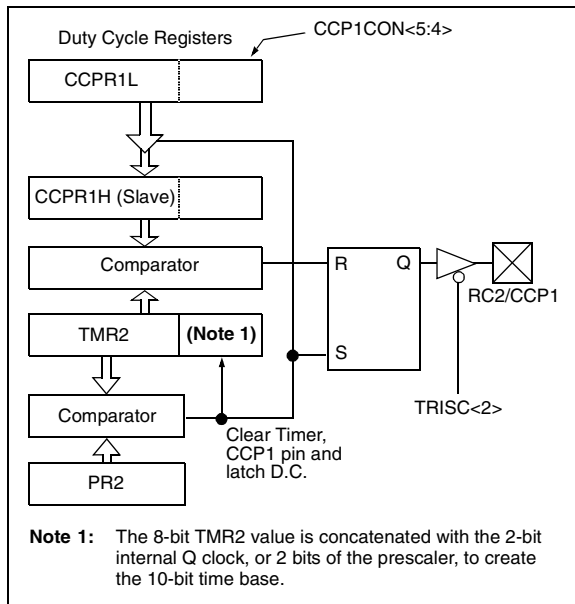 Duty Cycle Registers
CCP1CON<5:4>
CCPR1L
CCPR1H (Slave)
Comparator
R
Q
RC2/CCP1
TMR2
(Note 1)
S
TRISC<2>
Comparator
Clear Timer,
CCP1 pin and
latch D.C.
PR2
Note 1: The 8-bit TMR2 value is concatenated with the 2-bit
internal Q clock, or 2 bits of the prescaler, to create
the 10-bit time base.